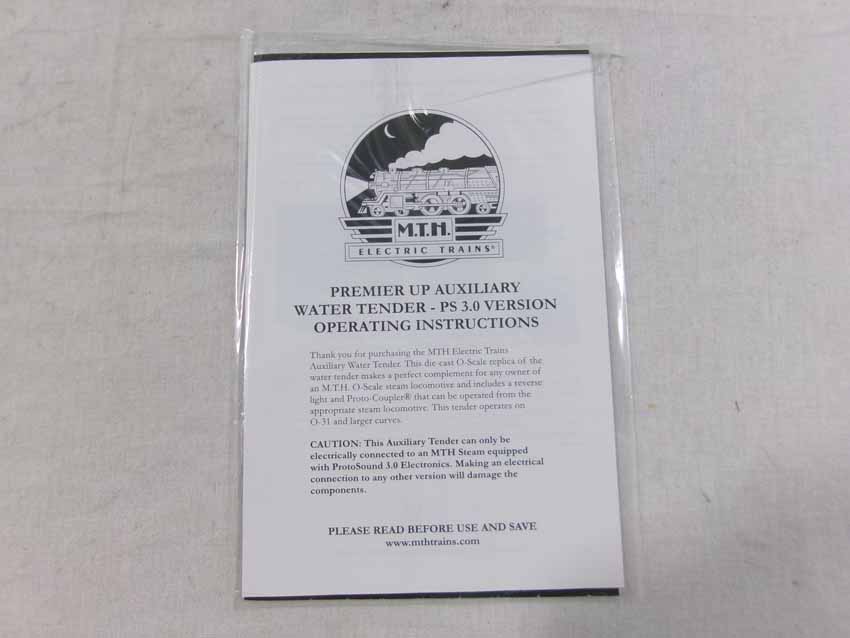 M.T.H.
ELECTRIC TRAINS®
PREMIER UP AUXILIARY
WATER TENDER - PS 3.0 VERSION
OPERATING INSTRUCTIONS
Thank you for purchasing the MTH Electric Trains
Auxiliary Water Tender. This die-cast O-Scale replica of the
water tender makes a perfect complement for any owner of
an M.T.H. O-Scale steam locomotive and includes a reverse
light and Proto-Coupler® that can be operated from the
appropriate steam locomotive. This tender operates on
O-31 and larger curves.
CAUTION: This Auxiliary Tender can only be
electrically connected to an MTH Steam equipped
with ProtoSound 3.0 Electronics. Making an electrical
connection to any other version will damage the
components.
PLEASE READ BEFORE USE AND SAVE
www.mthtrains.com